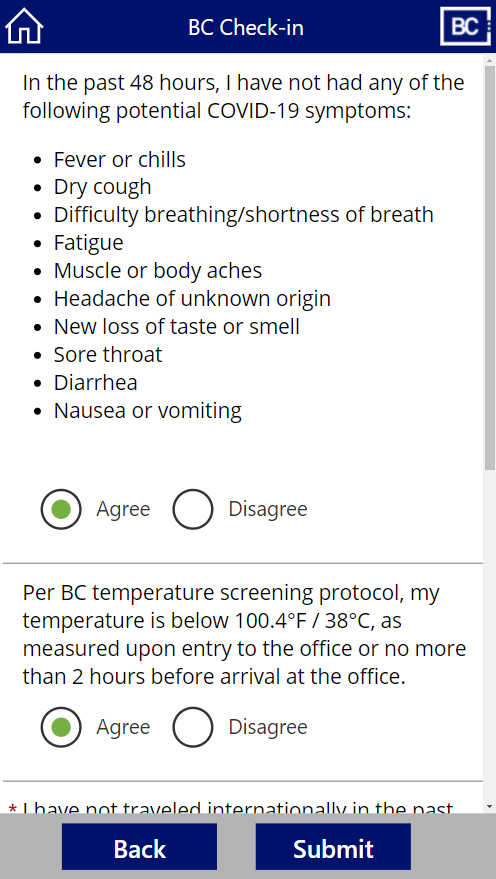 BC Check-in
BC
In the past 48 hours, I have not had any of the
following potential COVID-19 symptoms:
• Fever or chills
• Dry cough
• Difficulty breathing/shortness of breath
• Fatigue
• Muscle or body aches
• Headache of unknown origin
• New loss of taste or smell
• Sore throat
• Diarrhea
• Nausea or vomiting
Agree Disagree
Per BC temperature screening protocol, my
temperature is below 100.4°F / 38°C, as
measured upon entry to the office or no more
than 2 hours before arrival at the office.
Agree Disagree
* I have not traveled internationally in the past
Back Submit